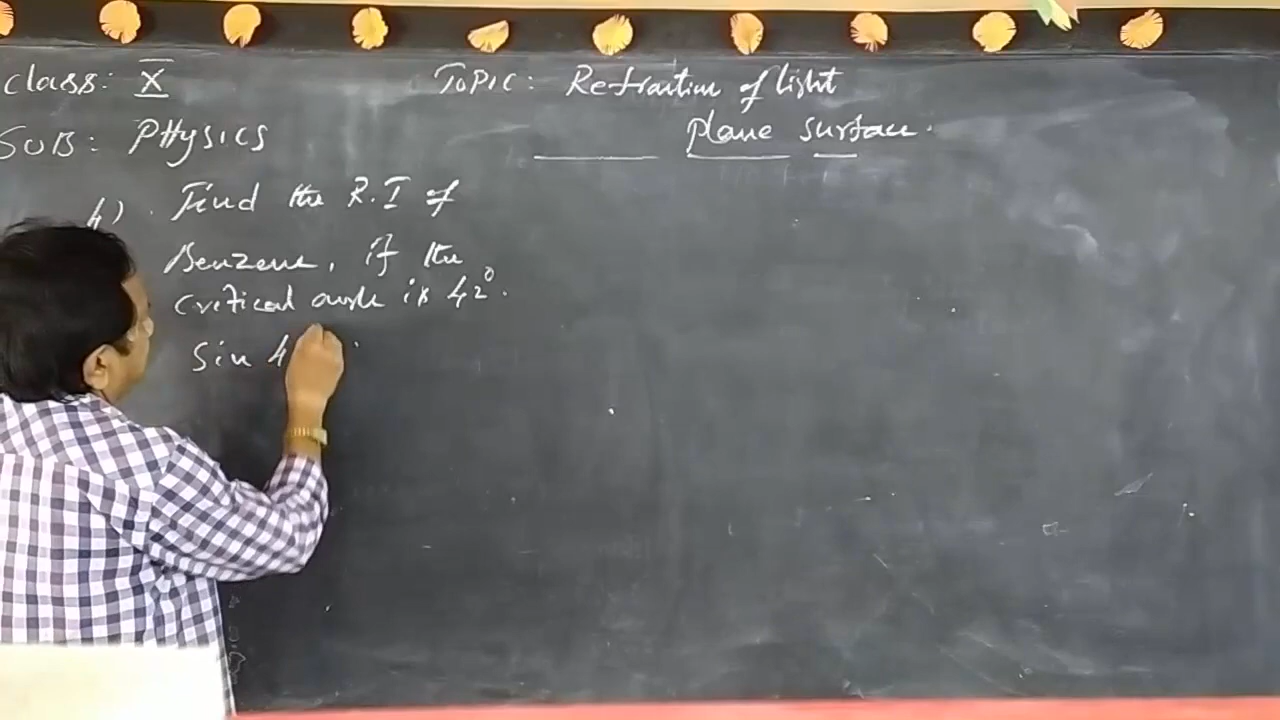 Class: X
Topic: Refraction of light
plane surface.
SUB: PHysics
4). Find the R.I of
Benzene, if the
critical angle is 42°.
Sin 4